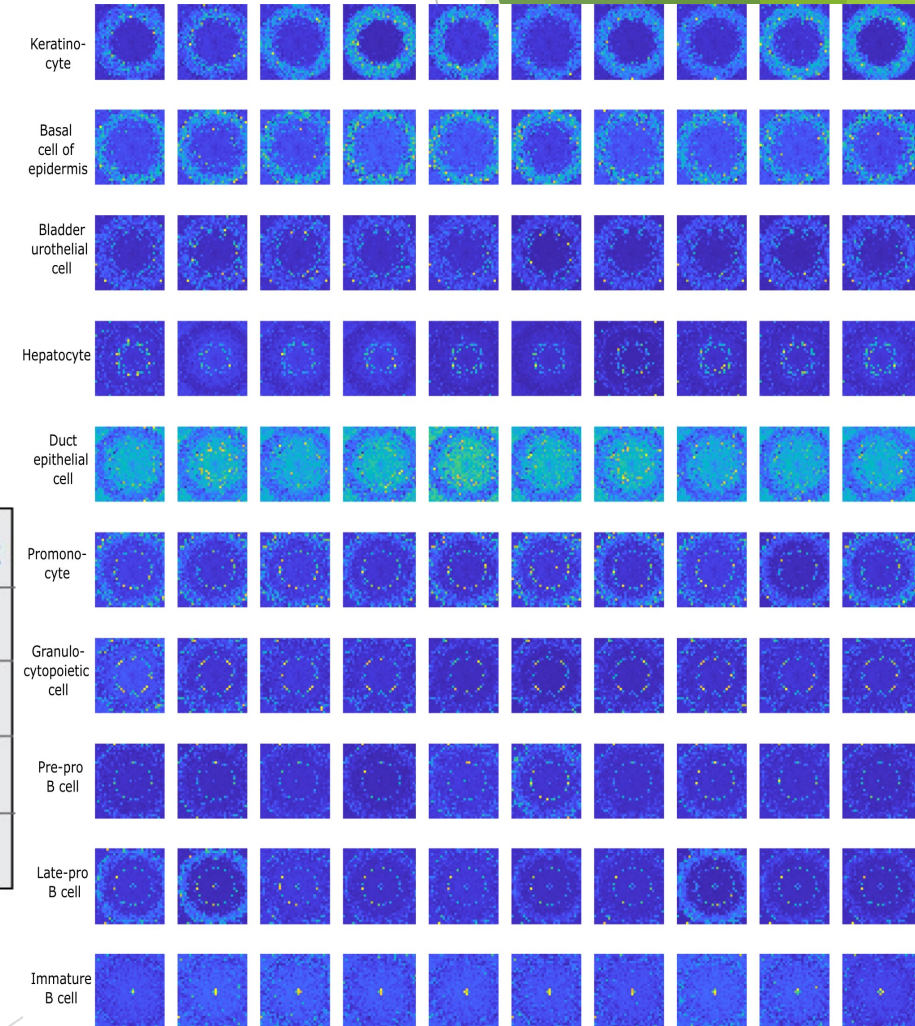 Keratino-
cyte
Basal
cell of
epidermis
Bladder
urothelial
cell
Hepatocyte
Duct
epithelial
cell
Promono-
cyte
Granulo-
cytopoietic
cell
Pre-pro
B cell
Late-pro
B cell
Immature
B cell